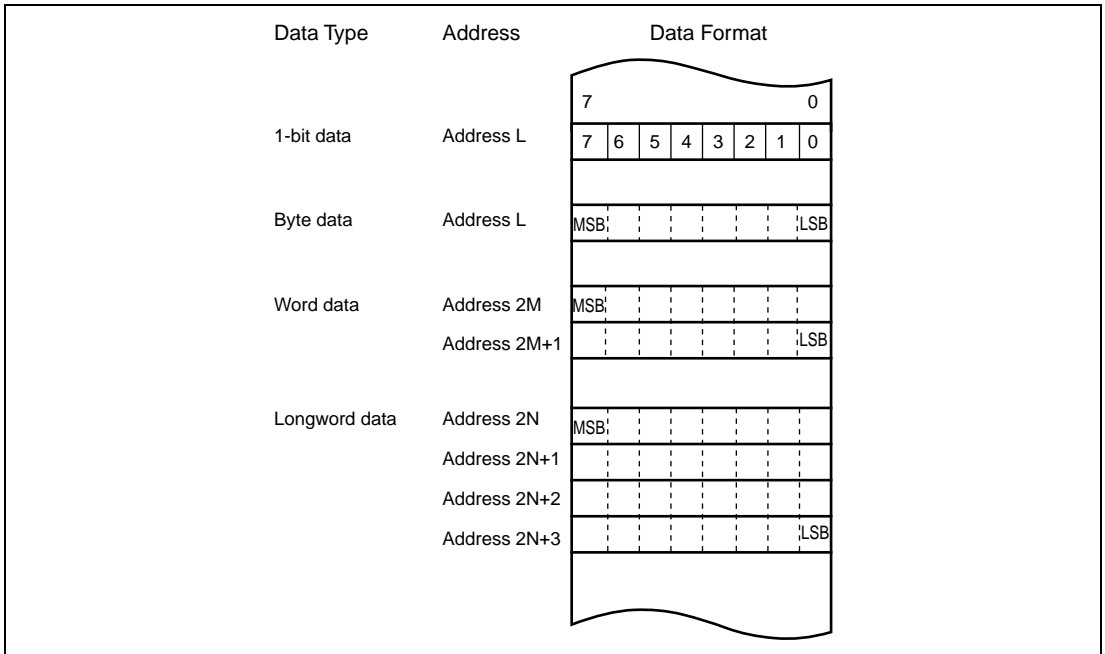 Data Type Address Data Format
7 0
1-bit data Address L 7 6 5 4 3 2 1 0
Byte data Address L MSB LSB
Word data Address 2M MSB
Address 2M+1 LSB
Longword data Address 2N MSB
Address 2N+1
Address 2N+2
Address 2N+3 LSB